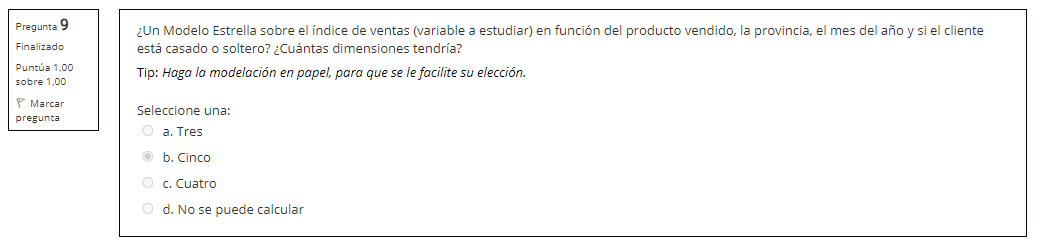 Pregunta 9
Finalizado
Puntúa 1,00
sobre 1,00
Marcar
pregunta
¿Un Modelo Estrella sobre el índice de ventas (variable a estudiar) en función del producto vendido, la provincia, el mes del año y si el cliente
está casado o soltero? ¿Cuántas dimensiones tendría?
Tip: Haga la modelación en papel, para que se le facilite su elección.
Seleccione una:
a. Tres
b. Cinco
c. Cuatro
d. No se puede calcular